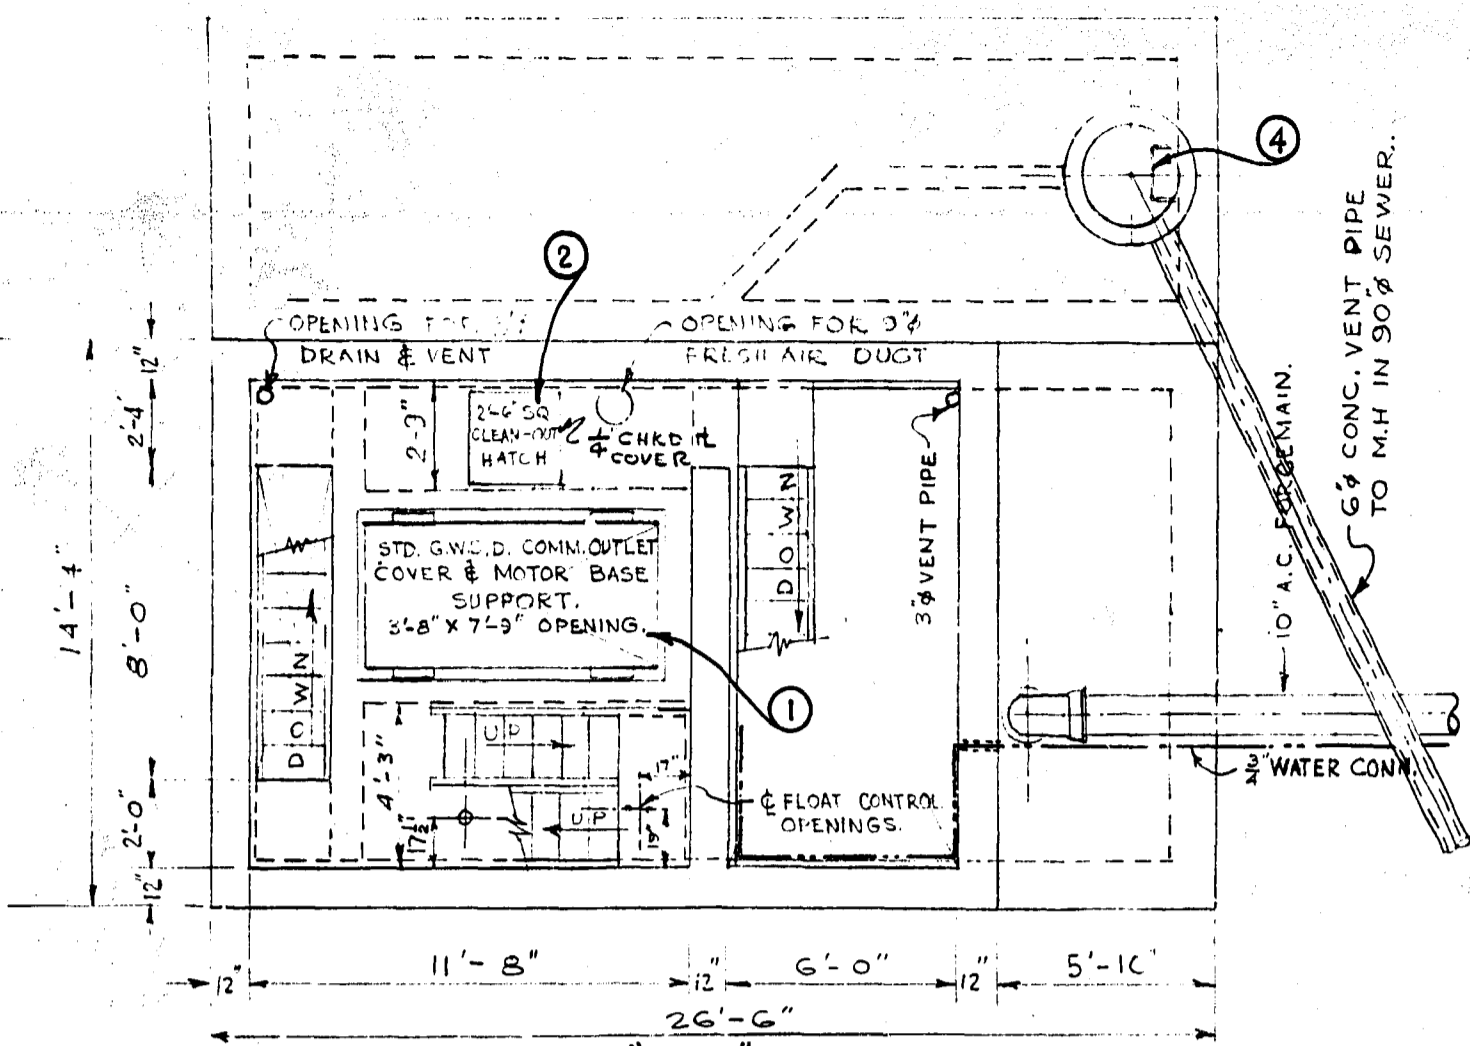 4
6"ø CONC. VENT PIPE
TO M.H IN 90"ø SEWER..
2
OPENING FOR
DRAIN & VENT
OPENING FOR 9"ø
FRESH AIR DUCT
12"
2'-4"
8'-0"
2'-0"
12"
14'-4"
2'-9"
2'-6" SQ
CLEAN-OUT
HATCH
1/4" CHKD PL
COVER
STD. G.W.S.D. COMM. OUTLET
COVER & MOTOR BASE
SUPPORT.
3'-8" X 7'-9" OPENING.
1
DOWN
DOWN
3"ø VENT PIPE
10" A.C. FORCEMAIN.
UP
UP
4'-3"
17 1/2"
17"
19"
℄ FLOAT CONTROL
OPENINGS.
WATER CONN.
12"
11'-8"
12"
6'-0"
12"
5'-10"
26'-6"